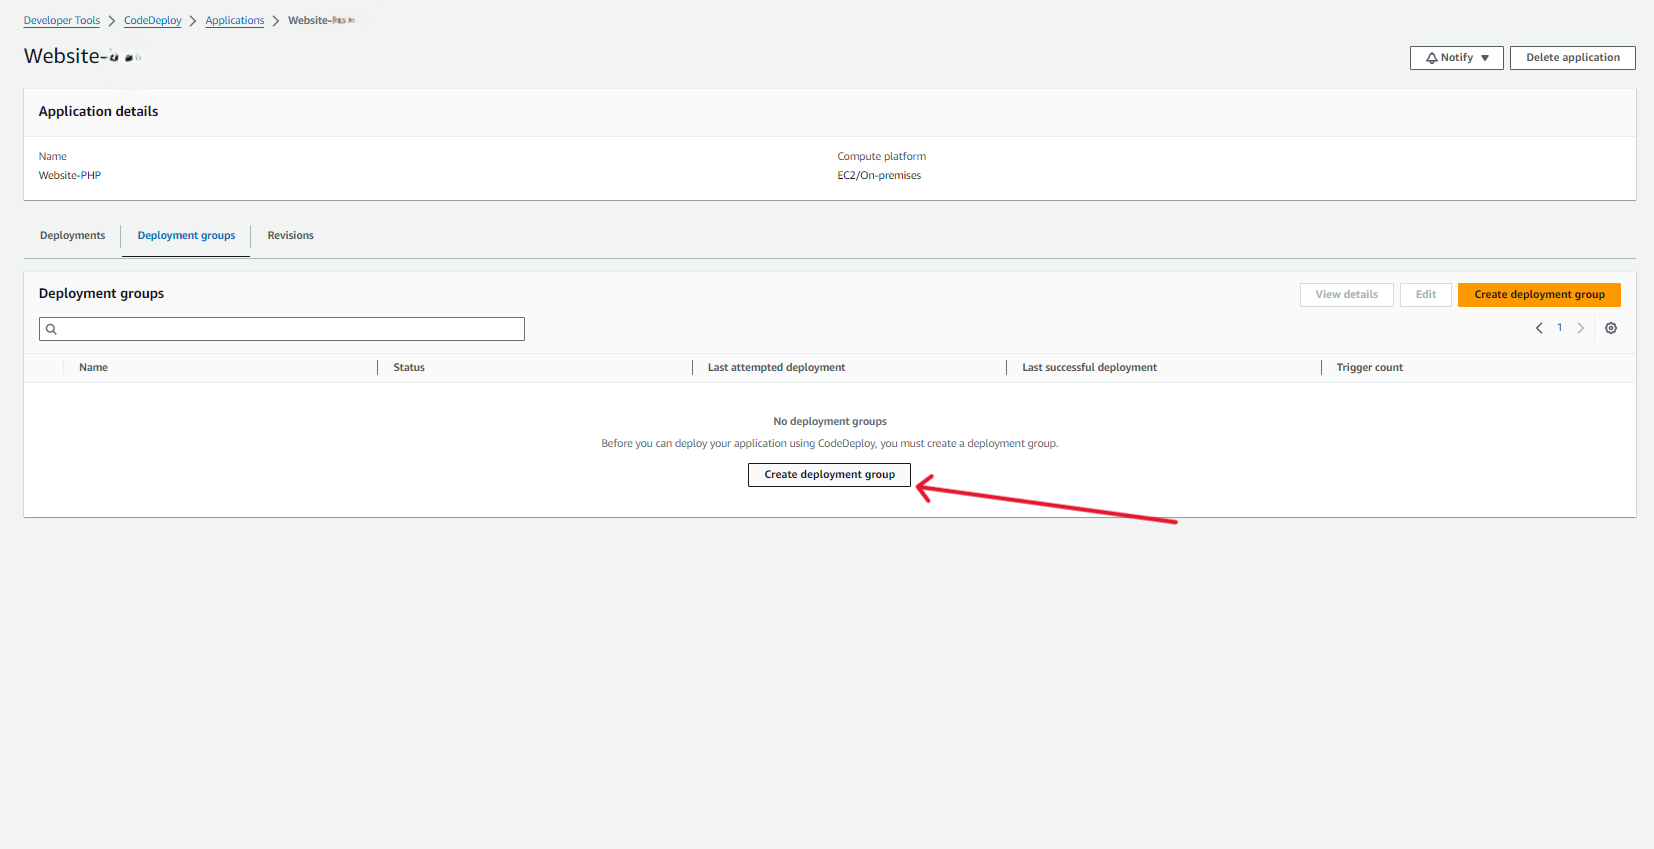 Developer Tools > CodeDeploy > Applications > Website-
Website-
Notify ▼ Delete application
Application details
Name Compute platform
Website-PHP EC2/On-premises
Deployments Deployment groups Revisions
Deployment groups View details Edit Create deployment group
1
Name Status Last attempted deployment Last successful deployment Trigger count
No deployment groups
Before you can deploy your application using CodeDeploy, you must create a deployment group.
Create deployment group